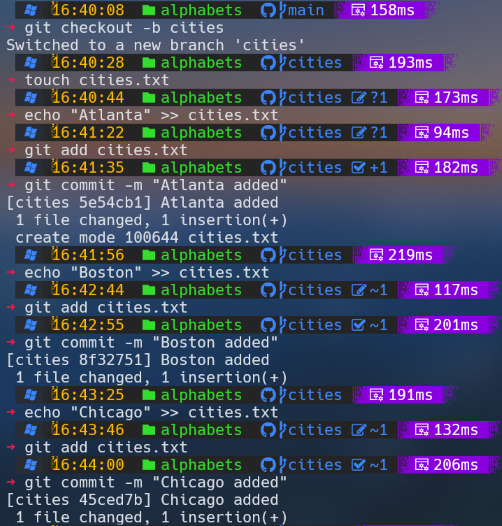 16:40:08 alphabets main 158ms
→ git checkout -b cities
Switched to a new branch 'cities'
16:40:28 alphabets cities 193ms
→ touch cities.txt
16:40:44 alphabets cities ?1 173ms
→ echo "Atlanta" >> cities.txt
16:41:22 alphabets cities ?1 94ms
→ git add cities.txt
16:41:35 alphabets cities +1 182ms
→ git commit -m "Atlanta added"
[cities 5e54cb1] Atlanta added
1 file changed, 1 insertion(+)
create mode 100644 cities.txt
16:41:56 alphabets cities 219ms
→ echo "Boston" >> cities.txt
16:42:44 alphabets cities ~1 117ms
→ git add cities.txt
16:42:55 alphabets cities ~1 201ms
→ git commit -m "Boston added"
[cities 8f32751] Boston added
1 file changed, 1 insertion(+)
16:43:25 alphabets cities 191ms
→ echo "Chicago" >> cities.txt
16:43:46 alphabets cities ~1 132ms
→ git add cities.txt
16:44:00 alphabets cities ~1 206ms
→ git commit -m "Chicago added"
[cities 45ced7b] Chicago added
1 file changed, 1 insertion(+)